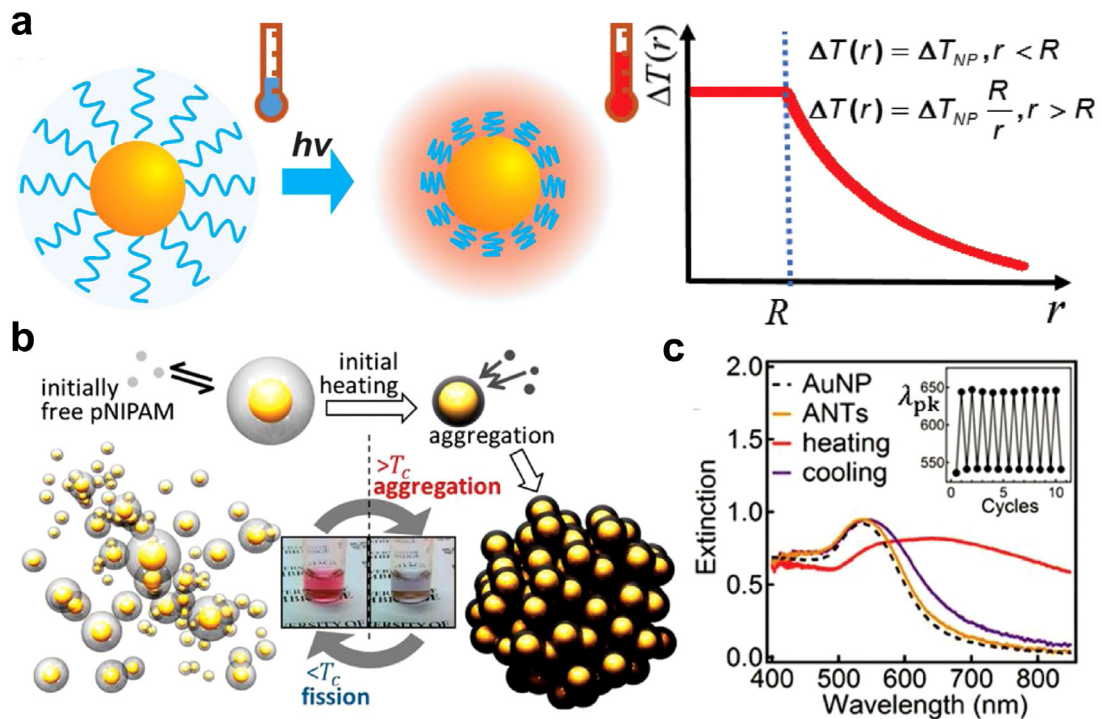 a
hv
ΔT(r)
ΔT(r) = ΔT_NP, r < R
ΔT(r) = ΔT_NP R/r, r > R
R
r
b
initially
free pNIPAM
initial
heating
aggregation
>T_c
aggregation
<T_c
fission
c
Extinction
2.0
1.5
1.0
0.5
0.0
AuNP
ANTs
heating
cooling
λ_pk
650
600
550
0 5 10
Cycles
400 500 600 700 800
Wavelength (nm)